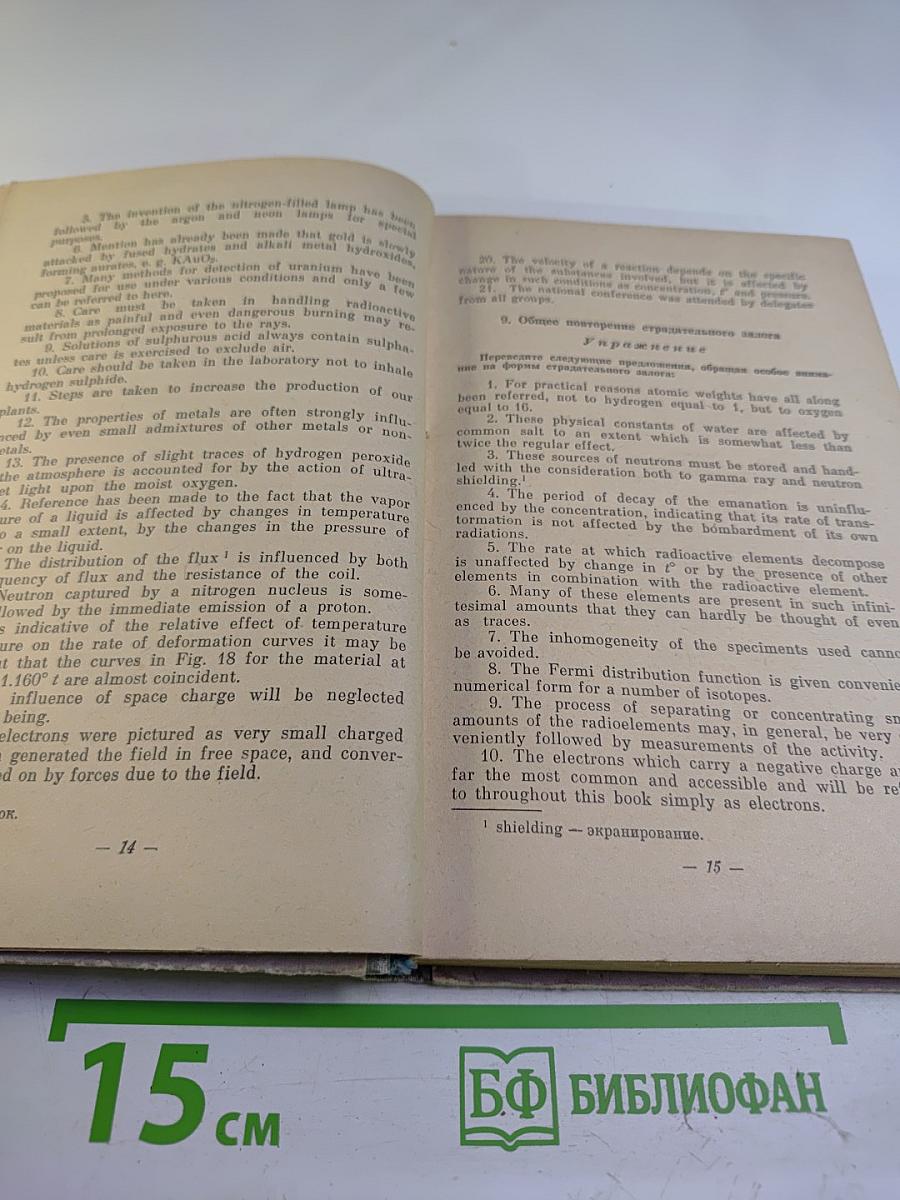 5. The invention of the nitrogen-filled lamp has been
followed by the argon and neon lamps for special
purposes.
6. Mention has already been made that gold is slowly
attacked by fused hydrates and alkali metal hydroxides,
forming aurates, e. g. KAuO₂.
7. Many methods for detection of uranium have been
proposed for use under various conditions and only a few
can be referred to here.
8. Care must be taken in handling radioactive
materials as painful and even dangerous burning may re-
sult from prolonged exposure to the rays.
9. Solutions of sulphurous acid always contain sulpha-
tes unless care is exercised to exclude air.
10. Care should be taken in the laboratory not to inhale
hydrogen sulphide.
11. Steps are taken to increase the production of our
plants.
12. The properties of metals are often strongly influ-
nced by even small admixtures of other metals or non-
etals.
13. The presence of slight traces of hydrogen peroxide
the atmosphere is accounted for by the action of ultra-
et light upon the moist oxygen.
4. Reference has been made to the fact that the vapor
ure of a liquid is affected by changes in temperature
o a small extent, by the changes in the pressure of
on the liquid.
The distribution of the flux ¹ is influenced by both
quency of flux and the resistance of the coil.
Neutron captured by a nitrogen nucleus is some-
llowed by the immediate emission of a proton.
s indicative of the relative effect of temperature
ure on the rate of deformation curves it may be
t that the curves in Fig. 18 for the material at
1.160° t are almost coincident.
influence of space charge will be neglected
being.
electrons were pictured as very small charged
generated the field in free space, and conver-
ed on by forces due to the field.
ок.
— 14 —
20. The velocity of a reaction depends on the specific
nature of the substances involved, but it is affected by
change in such conditions as concentration, t° and pressure.
21. The national conference was attended by delegates
from all groups.
9. Общее повторение страдательного залога
Упражнение
Переведите следующие предложения, обращая особое внима-
ние на формы страдательного залога:
1. For practical reasons atomic weights have all along
been referred, not to hydrogen equal to 1, but to oxygen
equal to 16.
2. These physical constants of water are affected by
common salt to an extent which is somewhat less than
twice the regular effect.
3. These sources of neutrons must be stored and hand-
led with the consideration both to gamma ray and neutron
shielding.¹
4. The period of decay of the emanation is uninflu-
enced by the concentration, indicating that its rate of trans-
formation is not affected by the bombardment of its own
radiations.
5. The rate at which radioactive elements decompose
is unaffected by change in t° or by the presence of other
elements in combination with the radioactive element.
6. Many of these elements are present in such infini-
tesimal amounts that they can hardly be thought of even
as traces.
7. The inhomogeneity of the speciments used canno
be avoided.
8. The Fermi distribution function is given convenie
numerical form for a number of isotopes.
9. The process of separating or concentrating sm
amounts of the radioelements may, in general, be very
veniently followed by measurements of the activity.
10. The electrons which carry a negative charge a
far the most common and accessible and will be re
to throughout this book simply as electrons.
¹ shielding — экранирование.
— 15 —
15 см
БФ БИБЛИОФАН